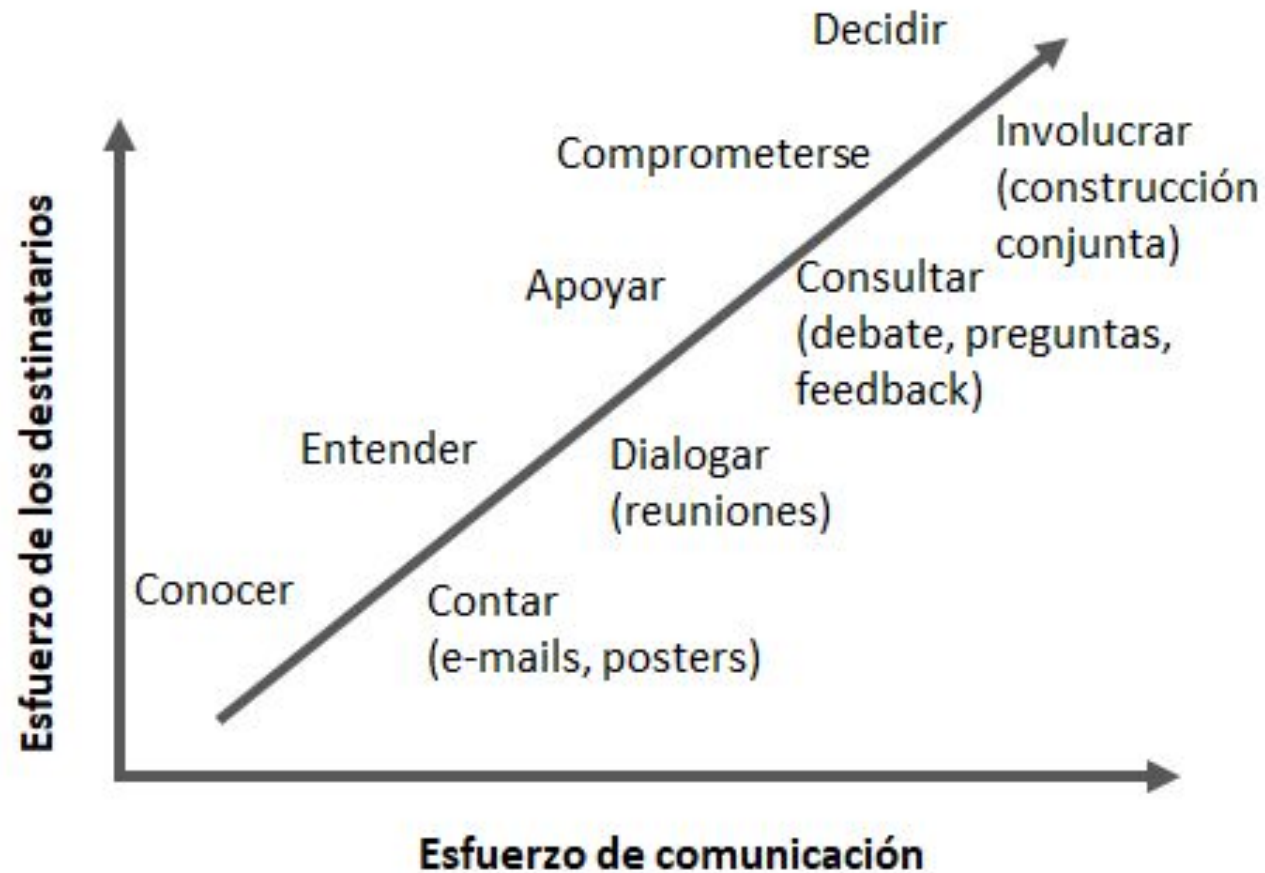 Decidir
Involucrar
(construcción
conjunta)
Comprometerse
Consultar
(debate, preguntas,
feedback)
Apoyar
Entender
Dialogar
(reuniones)
Conocer
Contar
(e-mails, posters)
Esfuerzo de los destinatarios
Esfuerzo de comunicación